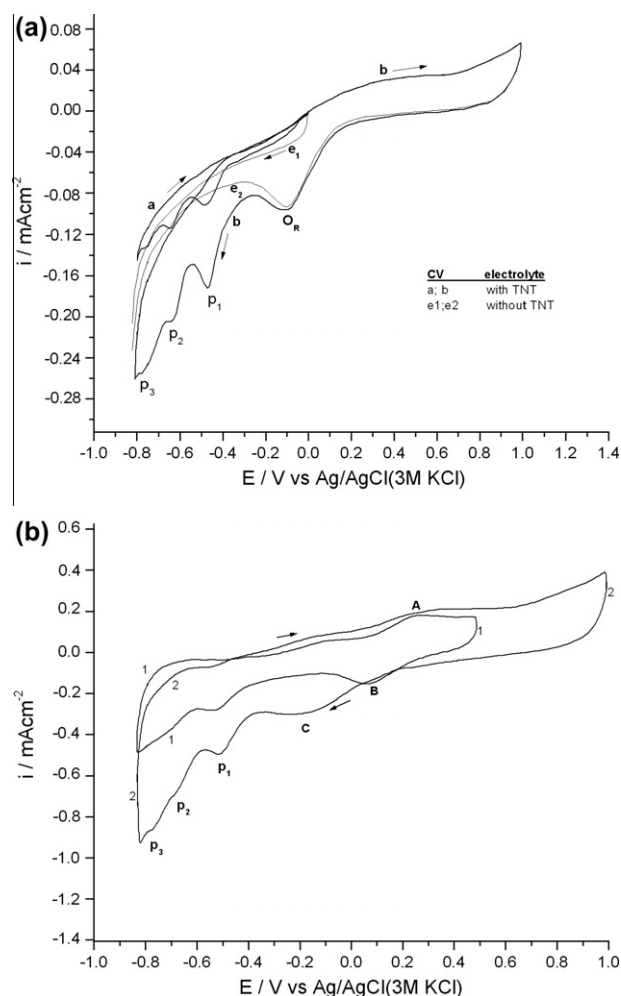 (a)
0.08
0.04
0.00
-0.04
-0.08
-0.12
-0.16
-0.20
-0.24
-0.28
i / mAcm-2
b
e1
a
e2
b
OR
p1
p2
p3
CV electrolyte
a; b with TNT
e1;e2 without TNT
-1.0 -0.8 -0.6 -0.4 -0.2 0.0 0.2 0.4 0.6 0.8 1.0 1.2 1.4
E / V vs Ag/AgCl(3M KCl)
(b)
0.6
0.4
0.2
0.0
-0.2
-0.4
-0.6
-0.8
-1.0
-1.2
-1.4
i / mAcm-2
A
2
1
1
2
B
C
1
p1
2
p2
p3
-1.0 -0.8 -0.6 -0.4 -0.2 0.0 0.2 0.4 0.6 0.8 1.0
E / V vs Ag/AgCl(3M KCl)